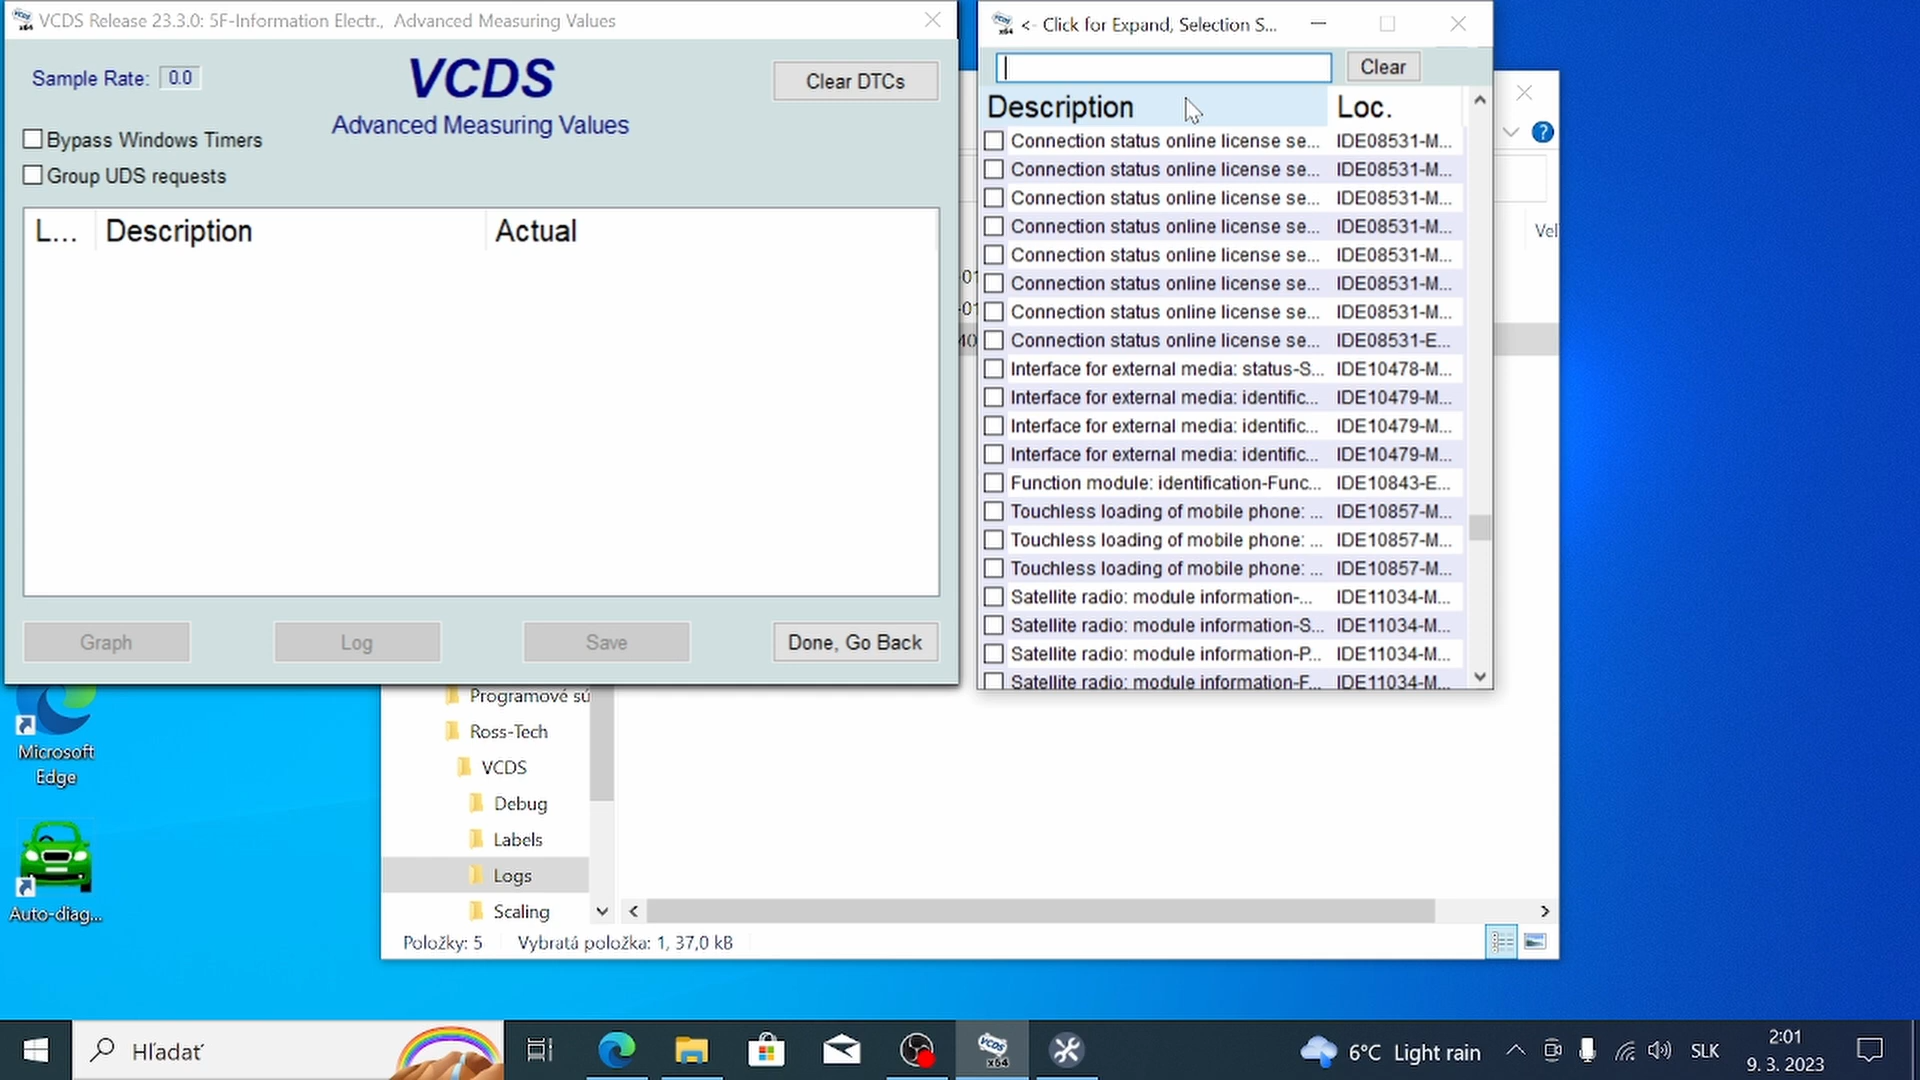 VCDS Release 23.3.0: 5F-Information Electr.,  Advanced Measuring Values
Sample Rate: 0.0
VCDS
Advanced Measuring Values
Clear DTCs
Bypass Windows Timers
Group UDS requests
L... Description Actual
Graph Log Save Done, Go Back
<- Click for Expand, Selection S...
Clear
Description Loc.
Connection status online license se... IDE08531-M...
Connection status online license se... IDE08531-M...
Connection status online license se... IDE08531-M...
Connection status online license se... IDE08531-M...
Connection status online license se... IDE08531-M...
Connection status online license se... IDE08531-M...
Connection status online license se... IDE08531-M...
Connection status online license se... IDE08531-E...
Interface for external media: status-S... IDE10478-M...
Interface for external media: identific... IDE10479-M...
Interface for external media: identific... IDE10479-M...
Interface for external media: identific... IDE10479-M...
Function module: identification-Func... IDE10843-E...
Touchless loading of mobile phone: ... IDE10857-M...
Touchless loading of mobile phone: ... IDE10857-M...
Touchless loading of mobile phone: ... IDE10857-M...
Satellite radio: module information-... IDE11034-M...
Satellite radio: module information-S... IDE11034-M...
Satellite radio: module information-P... IDE11034-M...
Satellite radio: module information-F... IDE11034-M...
?
Vel
-01
-01
40
Programové sú
Ross-Tech
VCDS
Debug
Labels
Logs
Scaling
Položky: 5 Vybratá položka: 1, 37,0 kB
Microsoft
Edge
Auto-diag...
Hľadať
VCDS
x64
6°C Light rain
SLK
2:01
9. 3. 2023